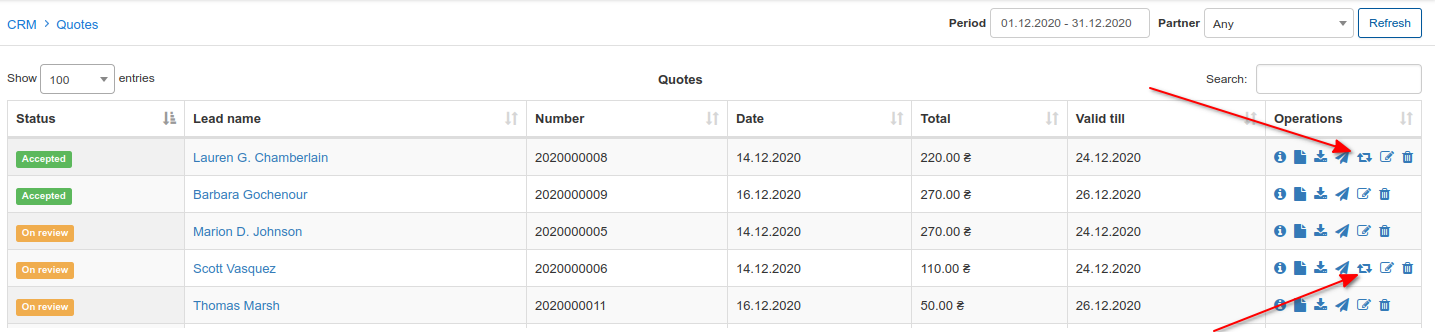 CRM > Quotes Period 01.12.2020 - 31.12.2020 Partner Any Refresh
Show 100 entries Quotes Search:
Status Lead name Number Date Total Valid till Operations
Accepted Lauren G. Chamberlain 2020000008 14.12.2020 220.00 ₴ 24.12.2020
Accepted Barbara Gochenour 2020000009 16.12.2020 270.00 ₴ 26.12.2020
On review Marion D. Johnson 2020000005 14.12.2020 270.00 ₴ 24.12.2020
On review Scott Vasquez 2020000006 14.12.2020 110.00 ₴ 24.12.2020
On review Thomas Marsh 2020000011 16.12.2020 50.00 ₴ 26.12.2020